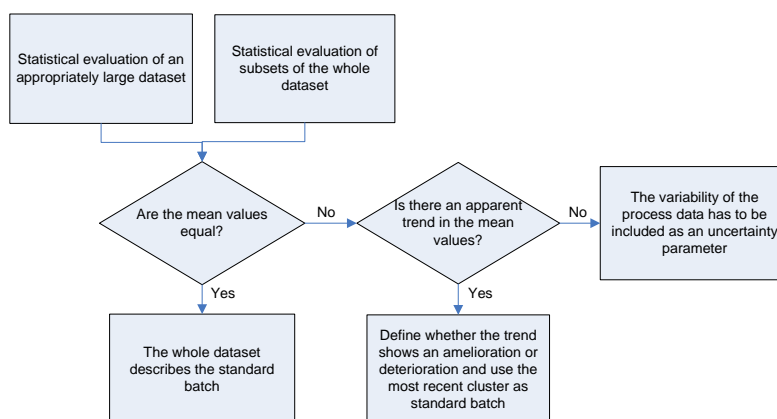 Statistical evaluation of an
appropriately large dataset
Statistical evaluation of
subsets of the whole
dataset
Are the mean values
equal?
No
Is there an apparent
trend in the mean
values?
No
The variability of the
process data has to be
included as an uncertainty
parameter
Yes
Yes
The whole dataset
describes the standard
batch
Define whether the trend
shows an amelioration or
deterioration and use the
most recent cluster as
standard batch